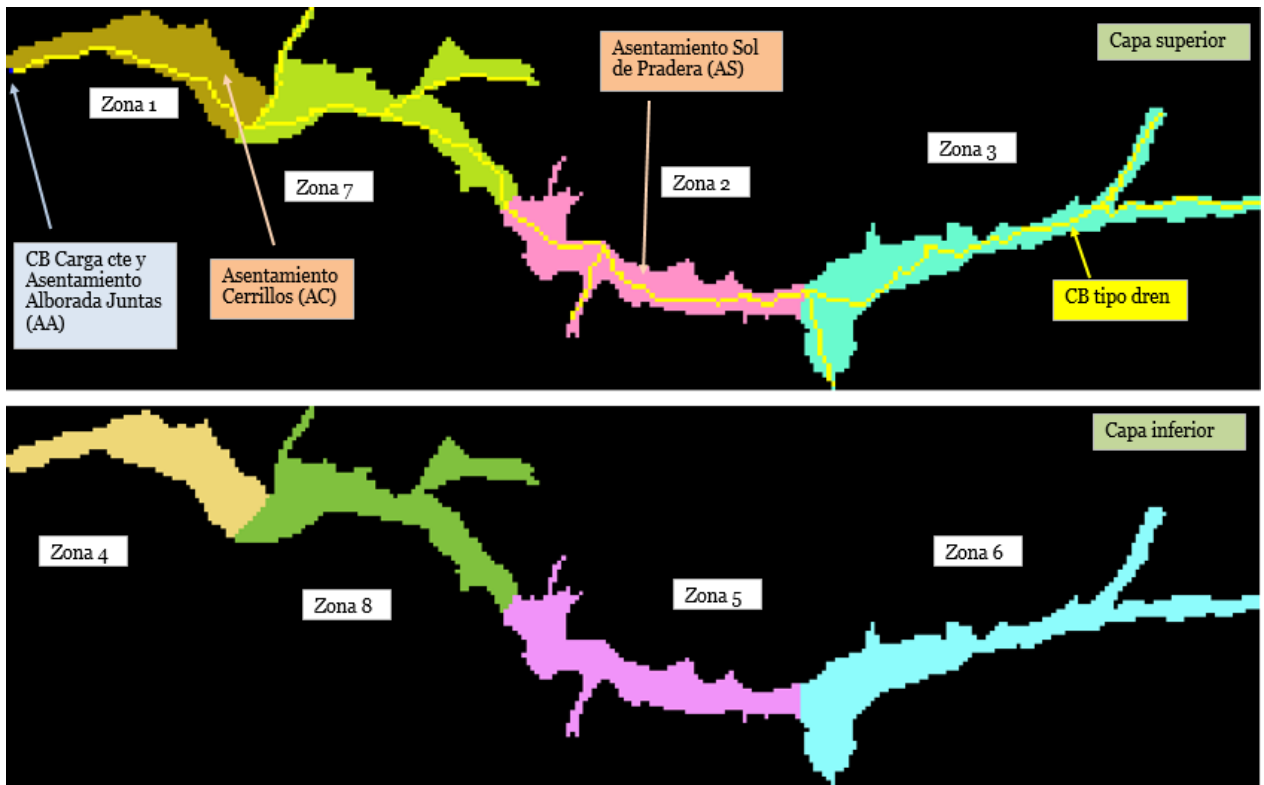 Capa superior
Asentamiento Sol
de Pradera (AS)
Zona 1
Zona 3
Zona 2
Zona 7
CB Carga cte y
Asentamiento
Alborada Juntas
(AA)
Asentamiento
Cerrillos (AC)
CB tipo dren
Capa inferior
Zona 4
Zona 6
Zona 8
Zona 5